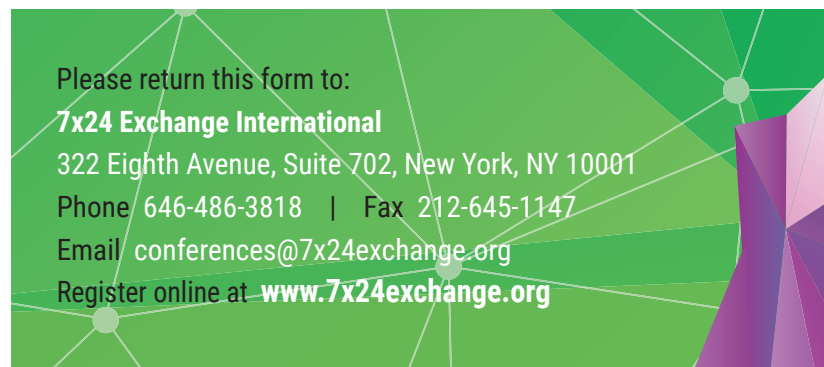 Please return this form to:
7x24 Exchange International
322 Eighth Avenue, Suite 702, New York, NY 10001
Phone 646-486-3818 | Fax 212-645-1147
Email conferences@7x24exchange.org
Register online at www.7x24exchange.org